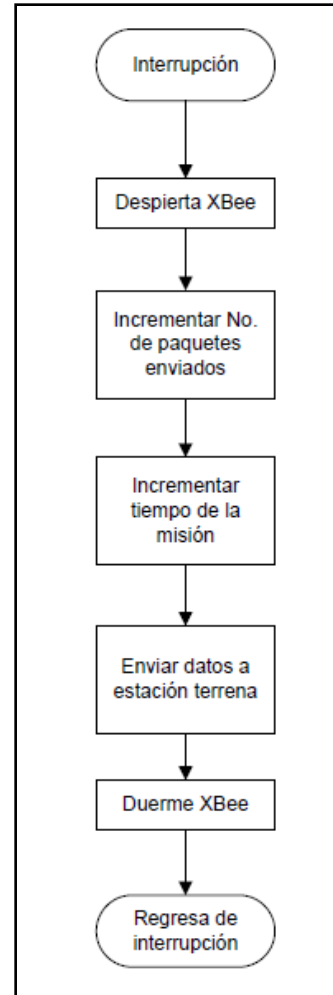 Interrupción
Despierta XBee
Incrementar No.
de paquetes
enviados
Incrementar
tiempo de la
misión
Enviar datos a
estación terrena
Duerme XBee
Regresa de
interrupción